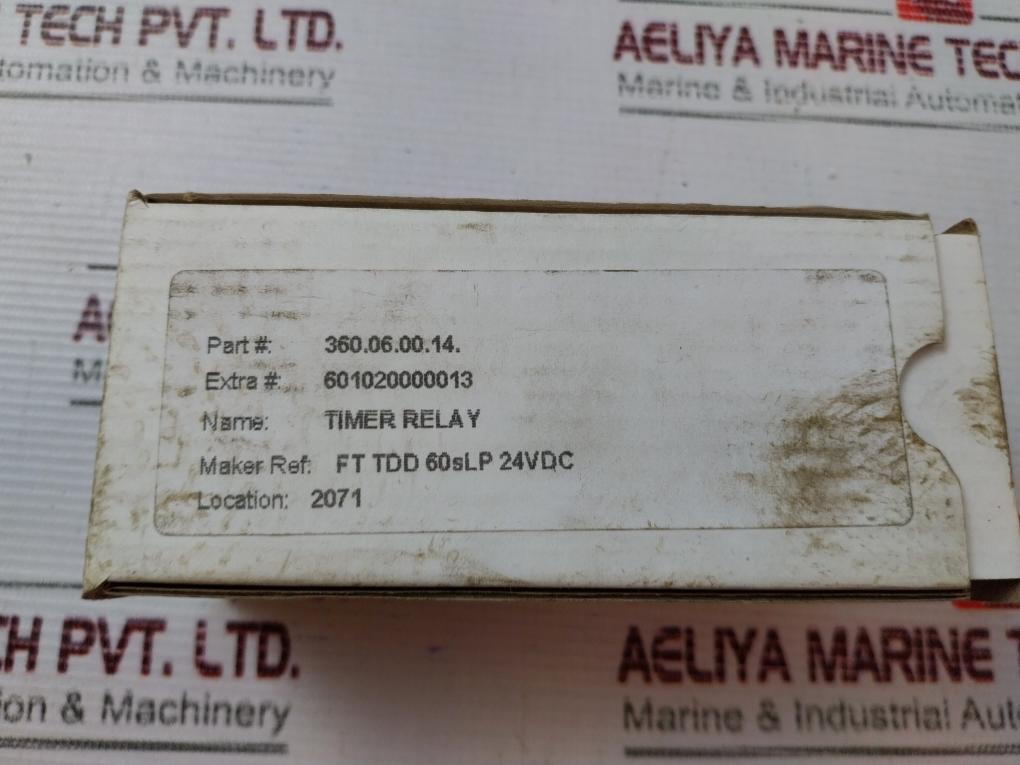 TECH PVT. LTD.
tomation & Machinery
AELIYA MARINE TEC
Marine & Industrial Automat
A
M
Part #: 360.06.00.14.
Extra #: 601020000013
Name: TIMER RELAY
Maker Ref: FT TDD 60sLP 24VDC
Location: 2071
CH PVT. LTD.
ion & Machinery
AELIYA MARINE T
Marine & Industrial Aut